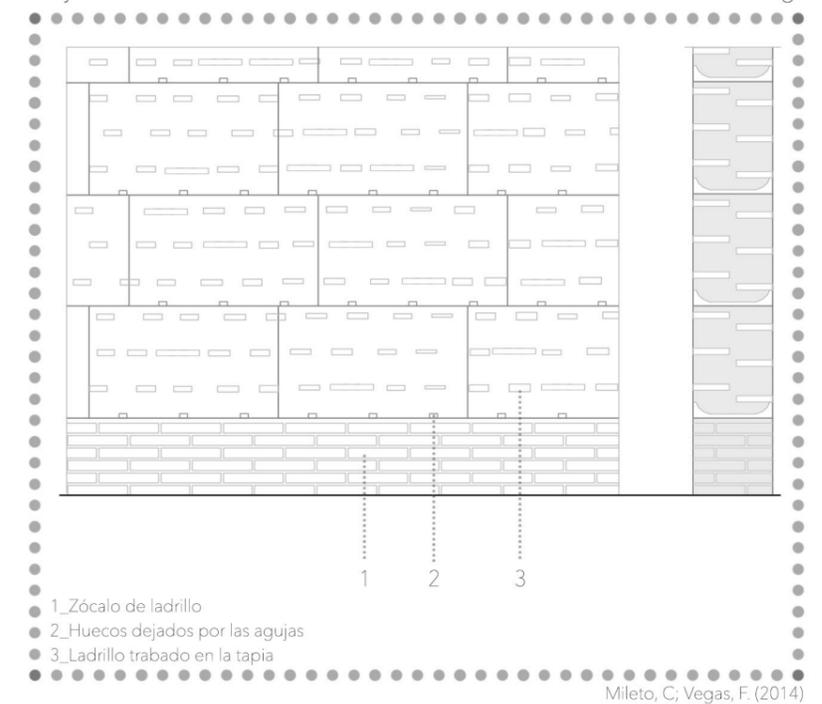 1
2
3
1_Zócalo de ladrillo
2_Huecos dejados por las agujas
3_Ladrillo trabado en la tapia
Mileto, C; Vegas, F. (2014)